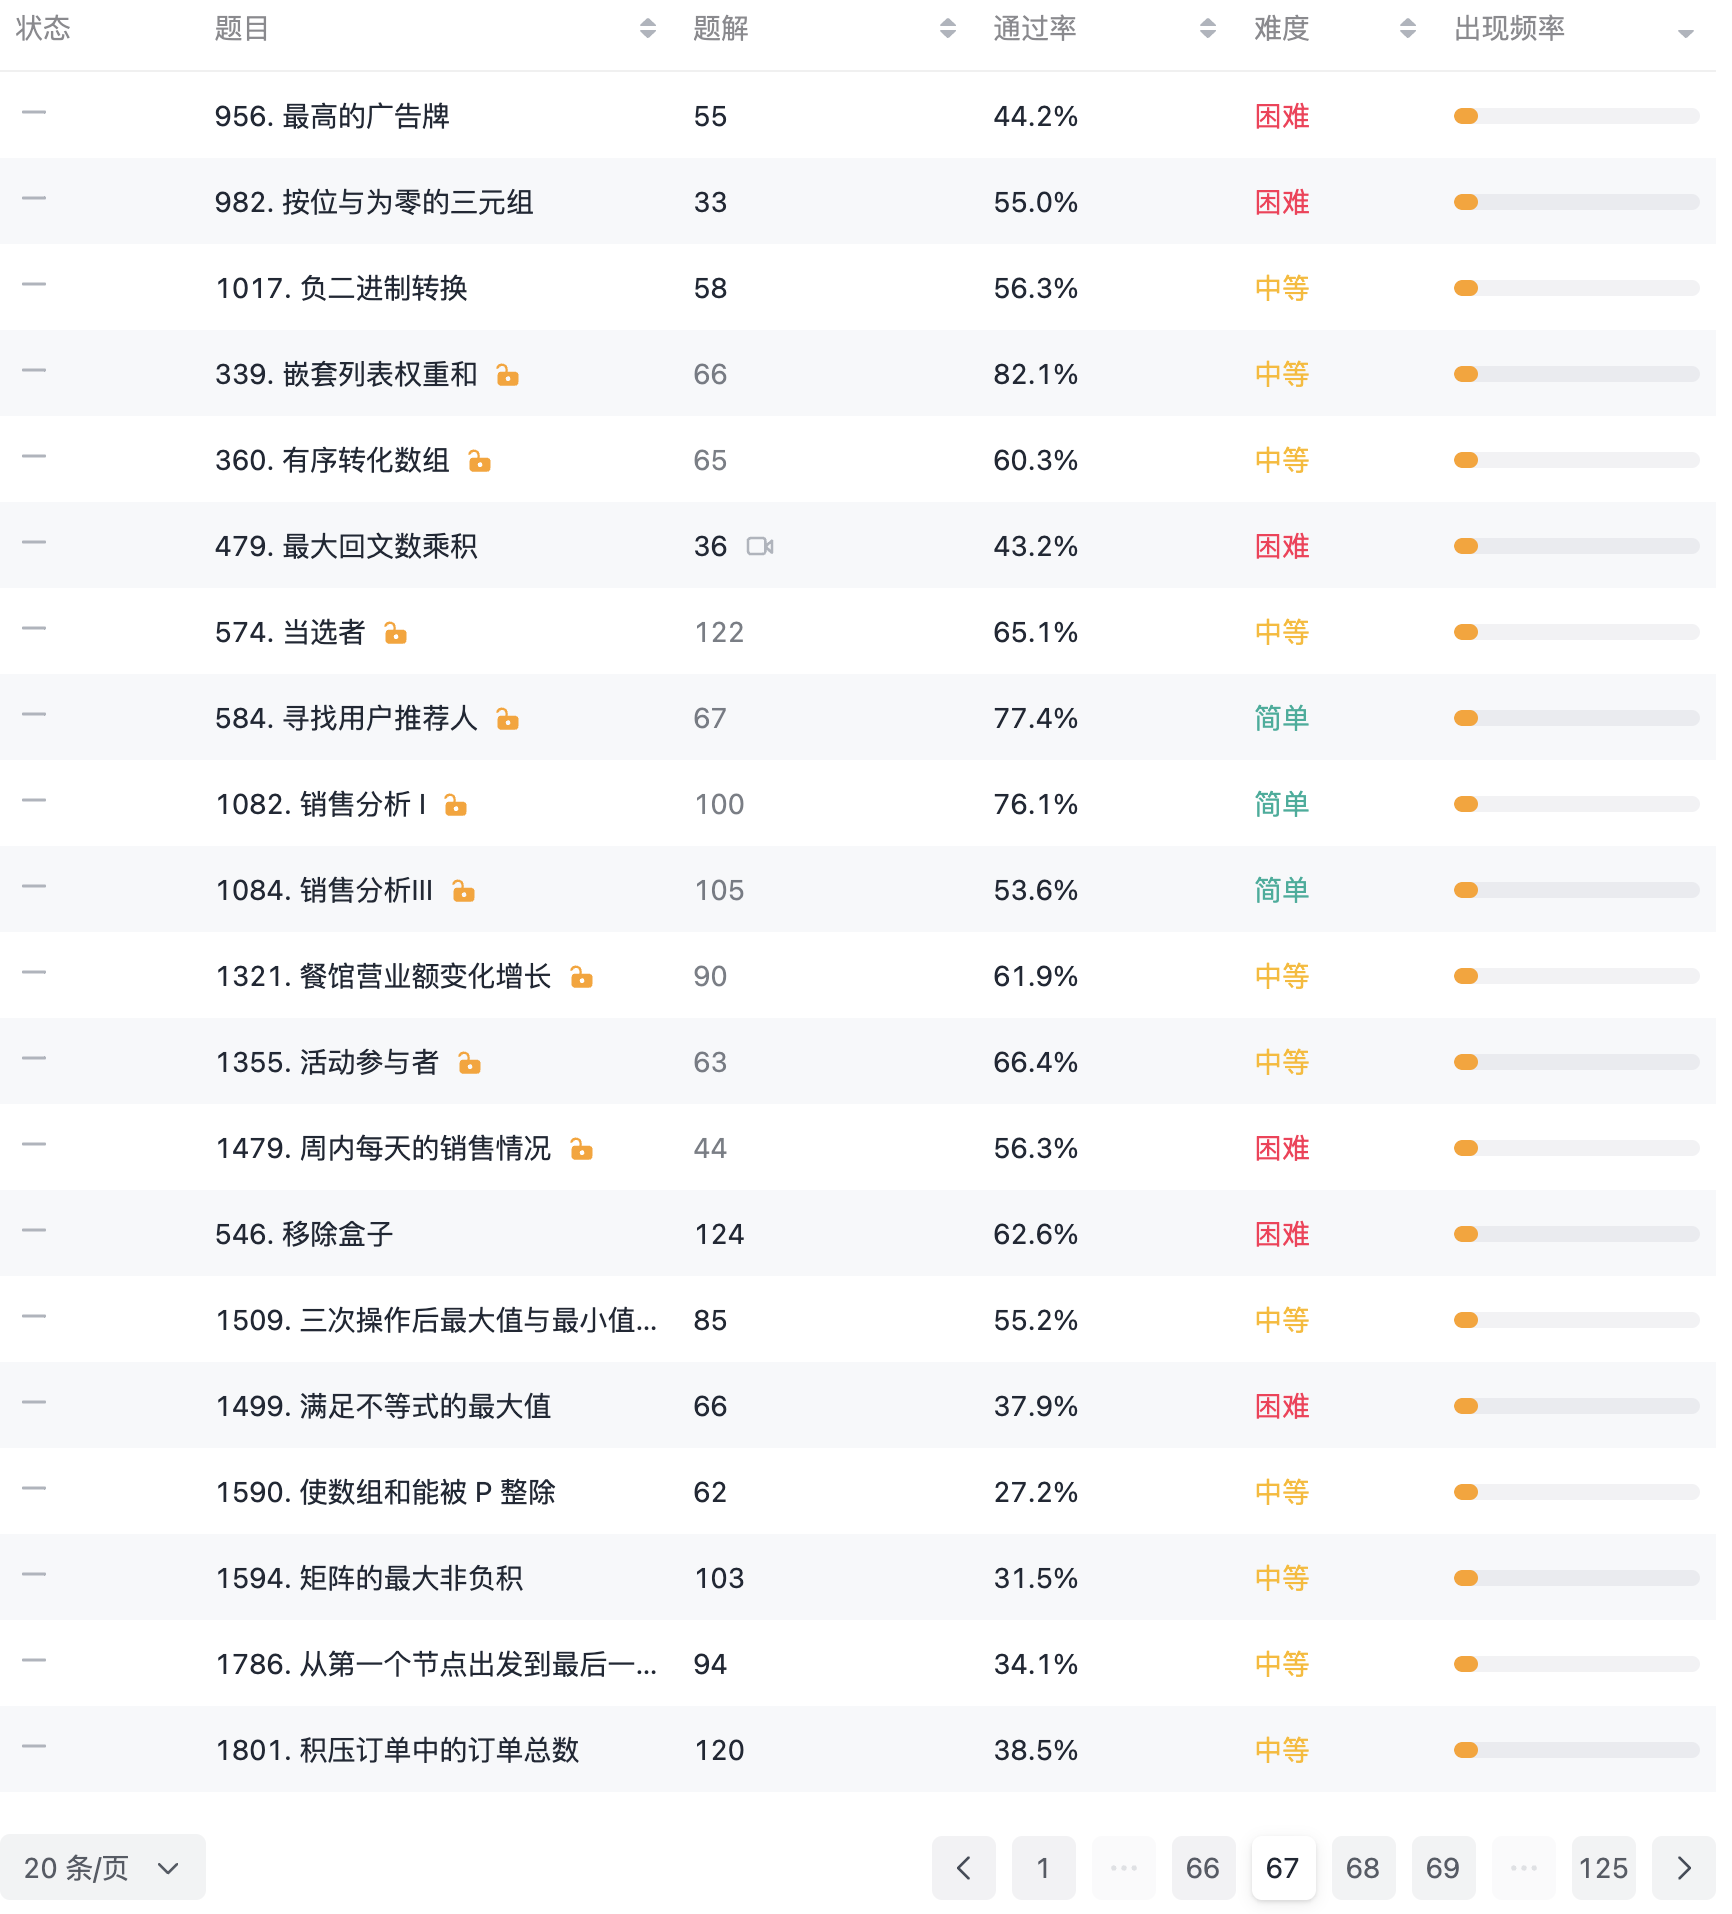 状态 题目 题解 通过率 难度 出现频率
956. 最高的广告牌 55 44.2% 困难
982. 按位与为零的三元组 33 55.0% 困难
1017. 负二进制转换 58 56.3% 中等
339. 嵌套列表权重和 66 82.1% 中等
360. 有序转化数组 65 60.3% 中等
479. 最大回文数乘积 36 43.2% 困难
574. 当选者 122 65.1% 中等
584. 寻找用户推荐人 67 77.4% 简单
1082. 销售分析 I 100 76.1% 简单
1084. 销售分析III 105 53.6% 简单
1321. 餐馆营业额变化增长 90 61.9% 中等
1355. 活动参与者 63 66.4% 中等
1479. 周内每天的销售情况 44 56.3% 困难
546. 移除盒子 124 62.6% 困难
1509. 三次操作后最大值与最小值... 85 55.2% 中等
1499. 满足不等式的最大值 66 37.9% 困难
1590. 使数组和能被 P 整除 62 27.2% 中等
1594. 矩阵的最大非负积 103 31.5% 中等
1786. 从第一个节点出发到最后一... 94 34.1% 中等
1801. 积压订单中的订单总数 120 38.5% 中等
20 条/页 1 ... 66 67 68 69 ... 125